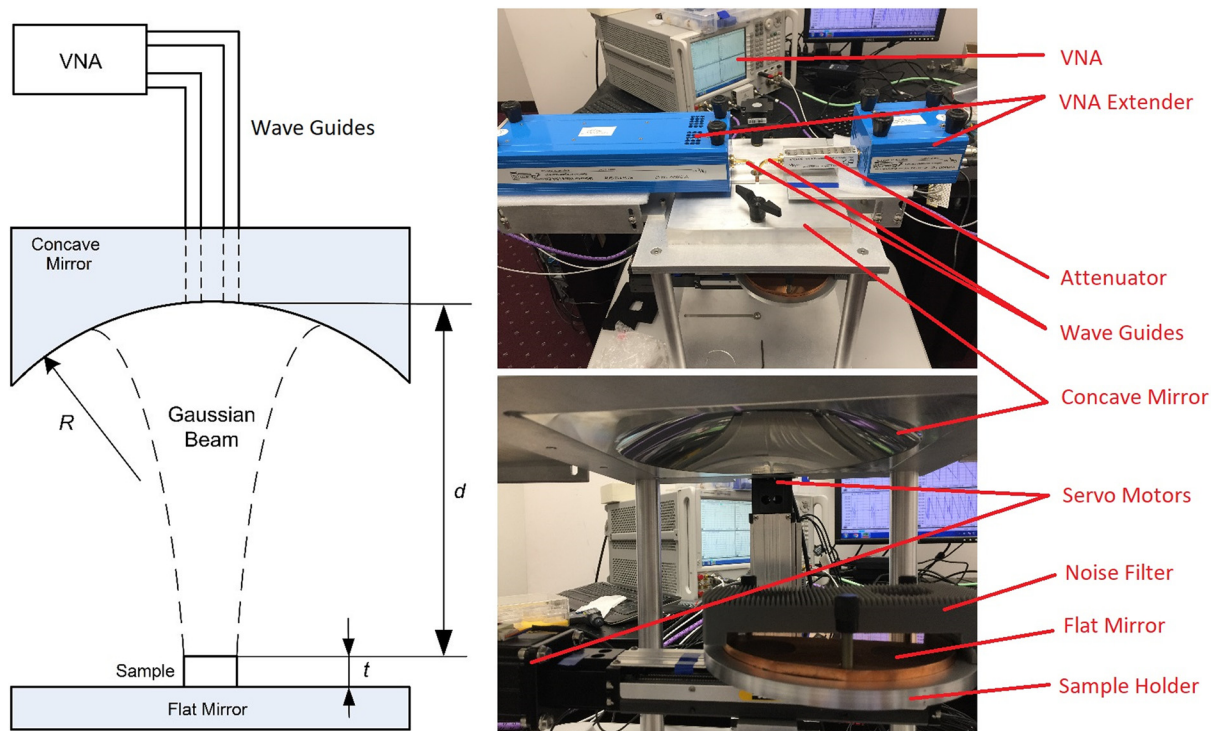 VNA
Wave Guides
Concave
Mirror
R
Gaussian
Beam
d
Sample
t
Flat Mirror
VNA
VNA Extender
Attenuator
Wave Guides
Concave Mirror
Servo Motors
Noise Filter
Flat Mirror
Sample Holder